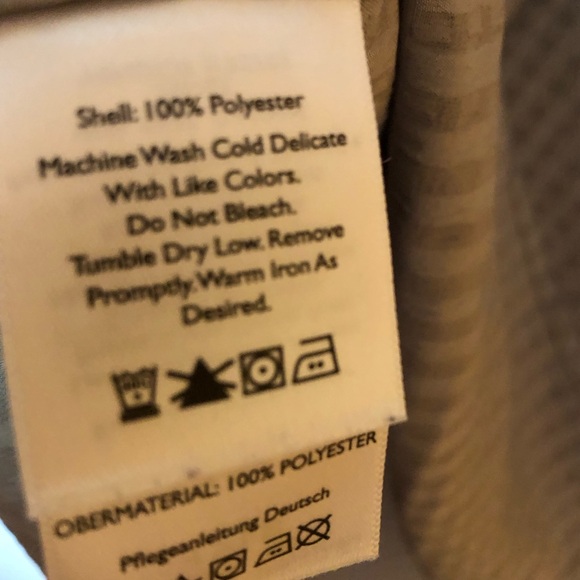 Shell: 100% Polyester
Machine Wash Cold Delicate
With Like Colors.
Do Not Bleach.
Tumble Dry Low. Remove
Promptly. Warm Iron As
Desired.
OBERMATERIAL: 100% POLYESTER
Pflegeanleitung Deutsch